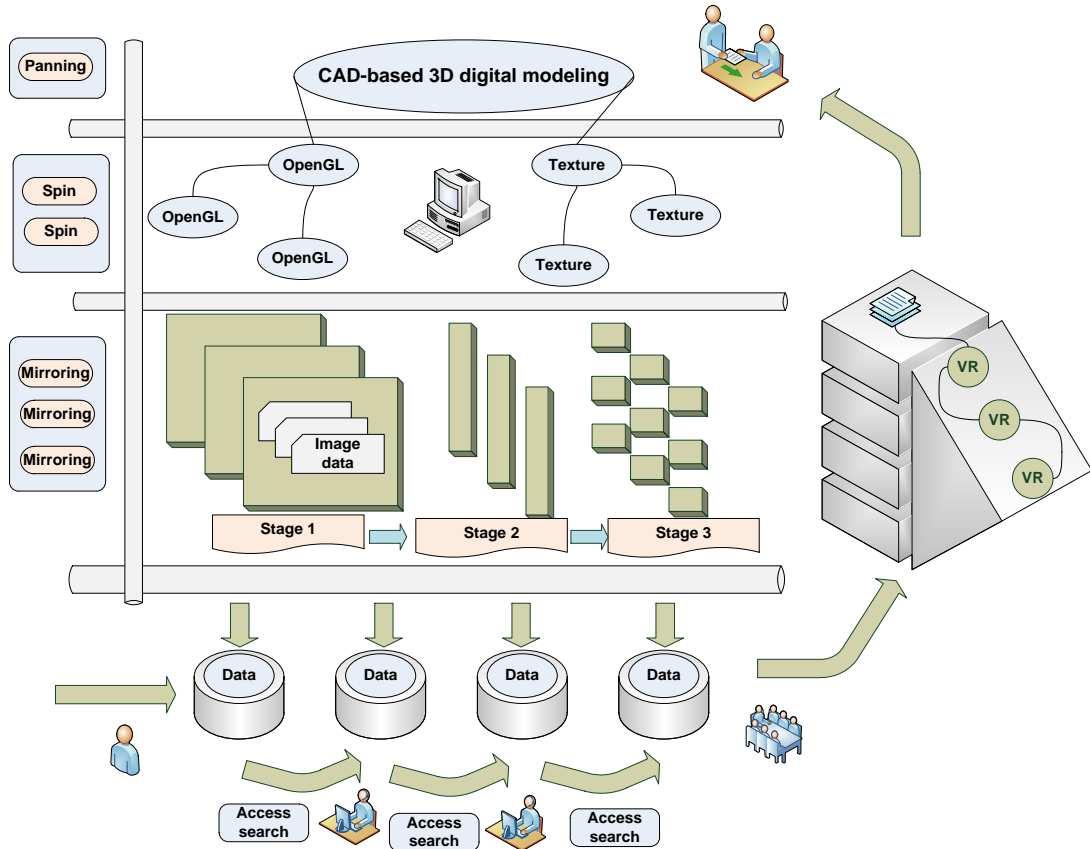 Panning
CAD-based 3D digital modeling
OpenGL
Texture
Spin
OpenGL
Texture
Spin
OpenGL
Texture
VR
Mirroring
Mirroring
VR
Image
data
Mirroring
VR
Stage 1
Stage 2
Stage 3
Data
Data
Data
Data
Access
search
Access
search
Access
search